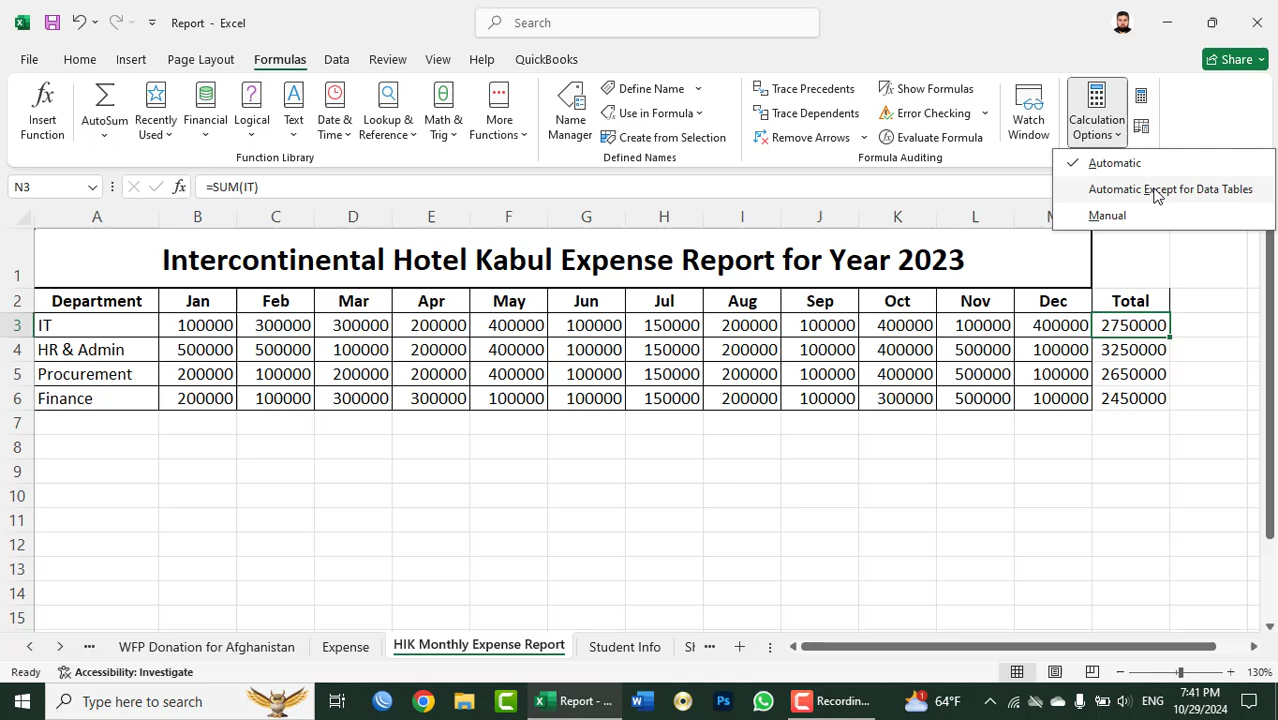 Report - Excel
Search
File Home Insert Page Layout Formulas Data Review View Help QuickBooks
Share
Insert Function
AutoSum
Recently Used
Financial
Logical
Text
Date & Time
Lookup & Reference
Math & Trig
More Functions
Name Manager
Define Name
Use in Formula
Create from Selection
Trace Precedents
Trace Dependents
Remove Arrows
Show Formulas
Error Checking
Evaluate Formula
Watch Window
Calculation Options
Function Library
Defined Names
Formula Auditing
Automatic
Automatic Except for Data Tables
Manual
N3
=SUM(IT)
A B C D E F G H I J K L
Intercontinental Hotel Kabul Expense Report for Year 2023
1
2 Department Jan Feb Mar Apr May Jun Jul Aug Sep Oct Nov Dec Total
3 IT 100000 300000 300000 200000 400000 100000 150000 200000 100000 400000 100000 400000 2750000
4 HR & Admin 500000 500000 100000 200000 400000 100000 150000 200000 100000 400000 500000 100000 3250000
5 Procurement 200000 100000 200000 200000 400000 100000 150000 200000 100000 400000 500000 100000 2650000
6 Finance 200000 100000 300000 300000 100000 100000 150000 200000 100000 300000 500000 100000 2450000
7
8
9
10
11
12
13
14
15
WFP Donation for Afghanistan Expense HIK Monthly Expense Report Student Info
Ready Accessibility: Investigate 130%
Type here to search
Report - ...
Recordin...
64°F
ENG
7:41 PM
10/29/2024